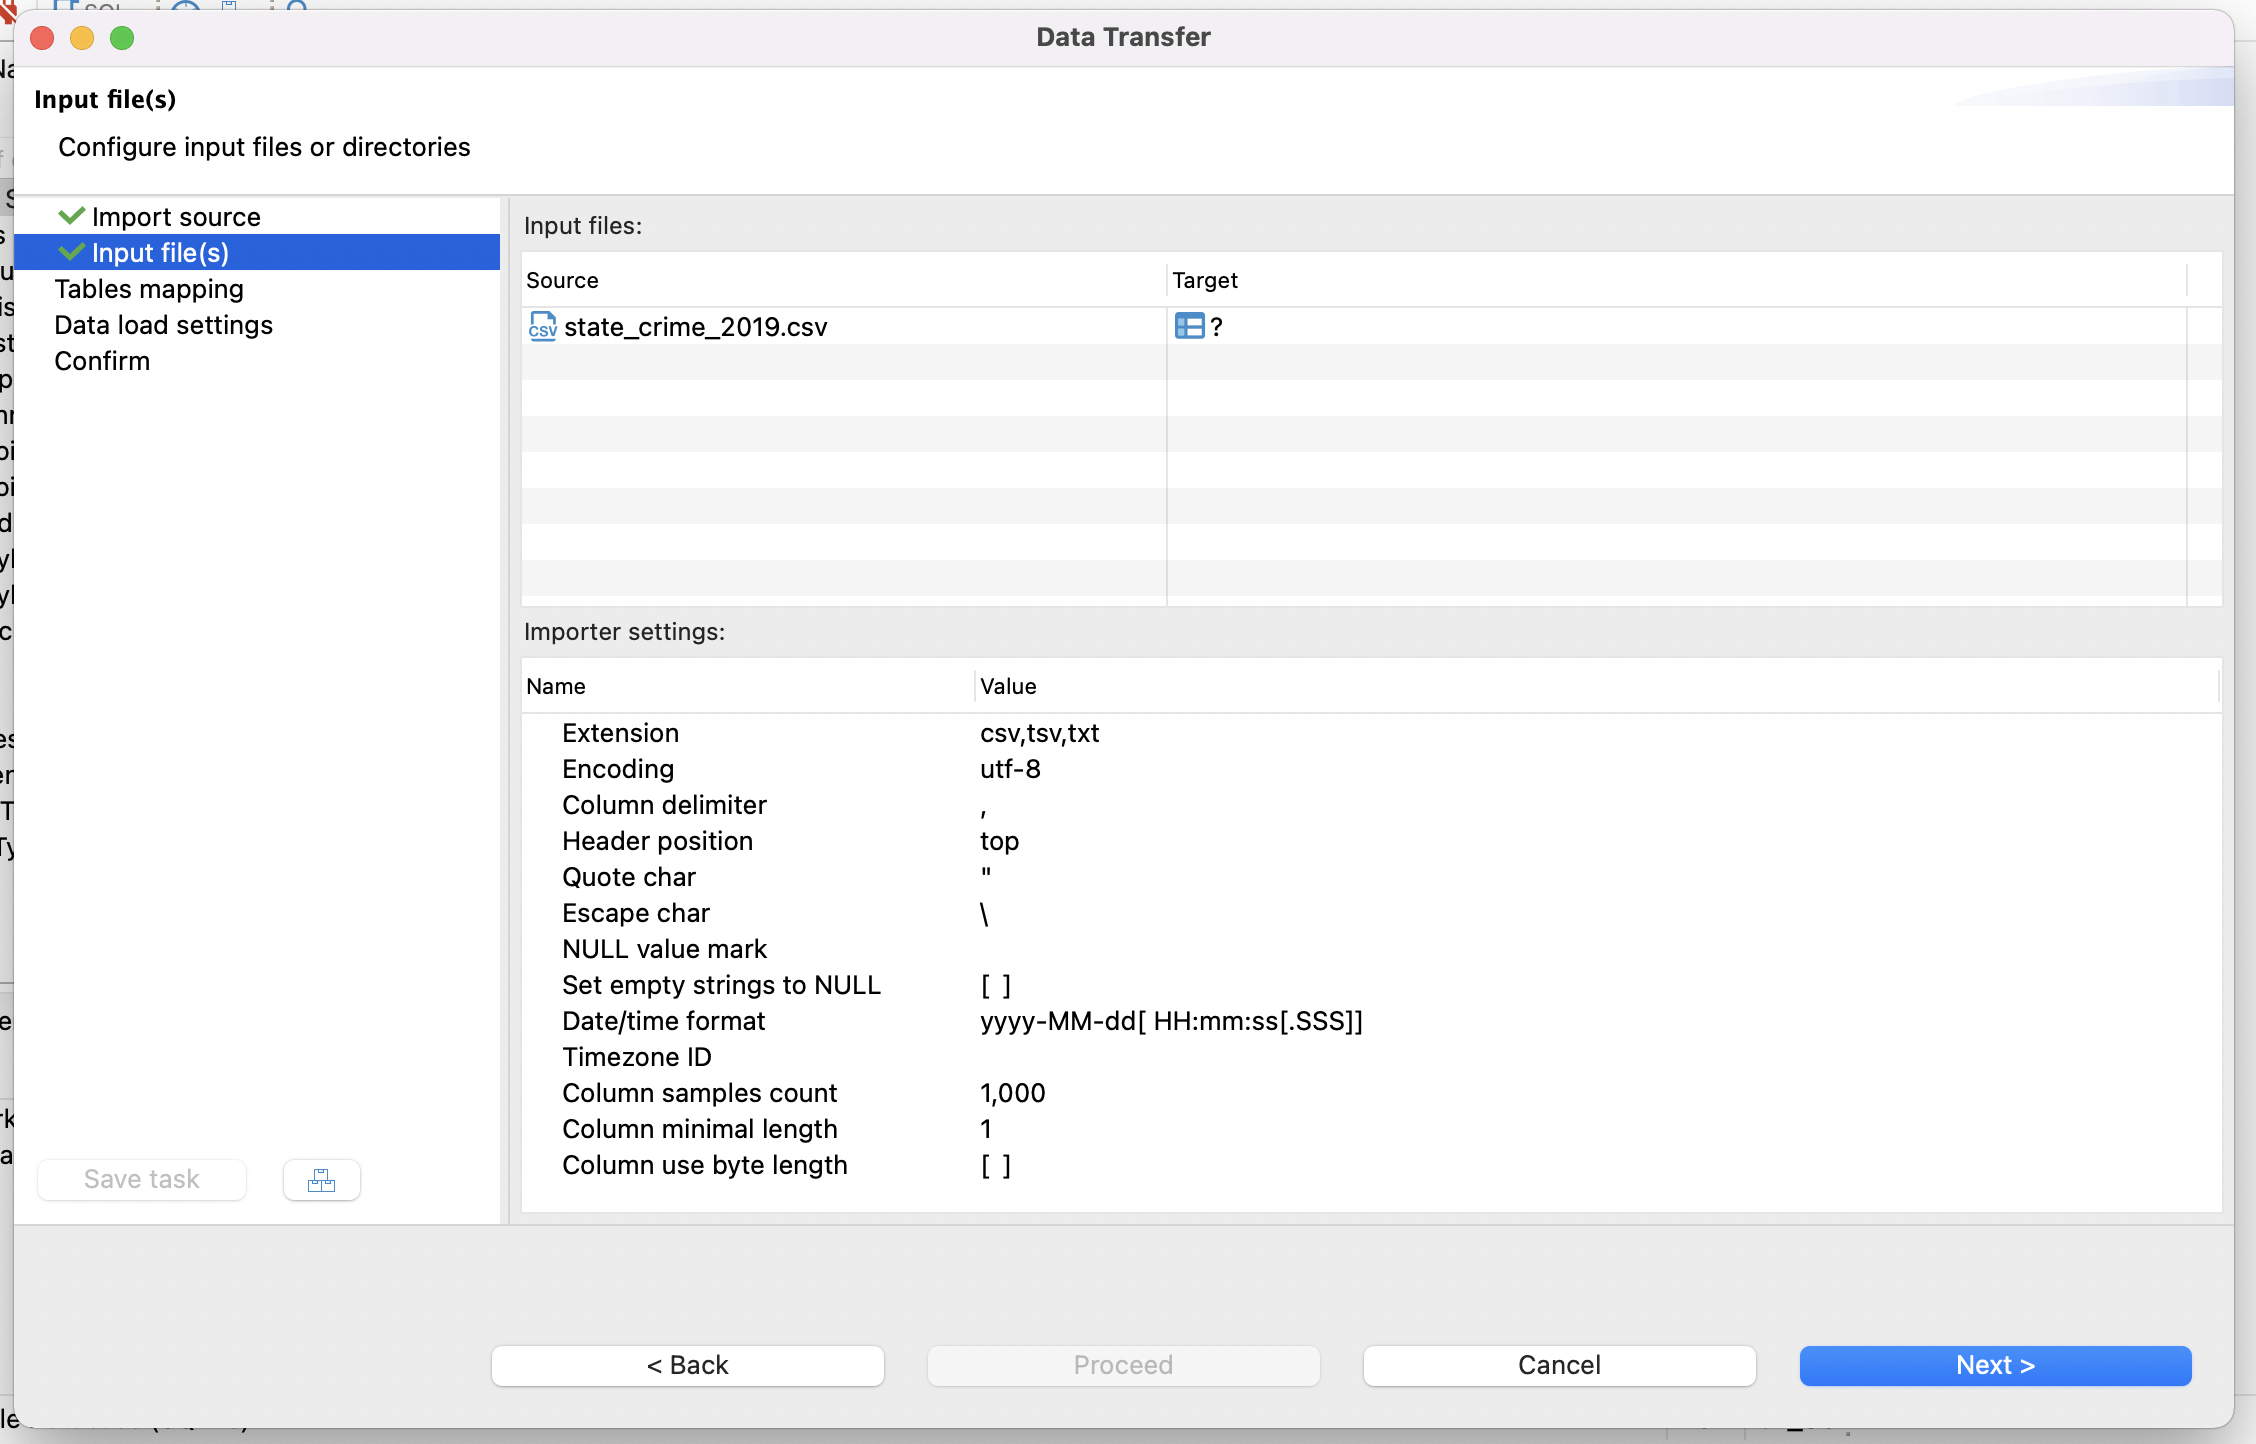 Data Transfer
Input file(s)
Configure input files or directories
Import source
Input file(s)
Tables mapping
Data load settings
Confirm
Save task
Input files:
Source Target
CSV state_crime_2019.csv ?
Importer settings:
Name Value
Extension csv,tsv,txt
Encoding utf-8
Column delimiter ,
Header position top
Quote char "
Escape char \
NULL value mark
Set empty strings to NULL [ ]
Date/time format yyyy-MM-dd[ HH:mm:ss[.SSS]]
Timezone ID
Column samples count 1,000
Column minimal length 1
Column use byte length [ ]
< Back Proceed Cancel Next >